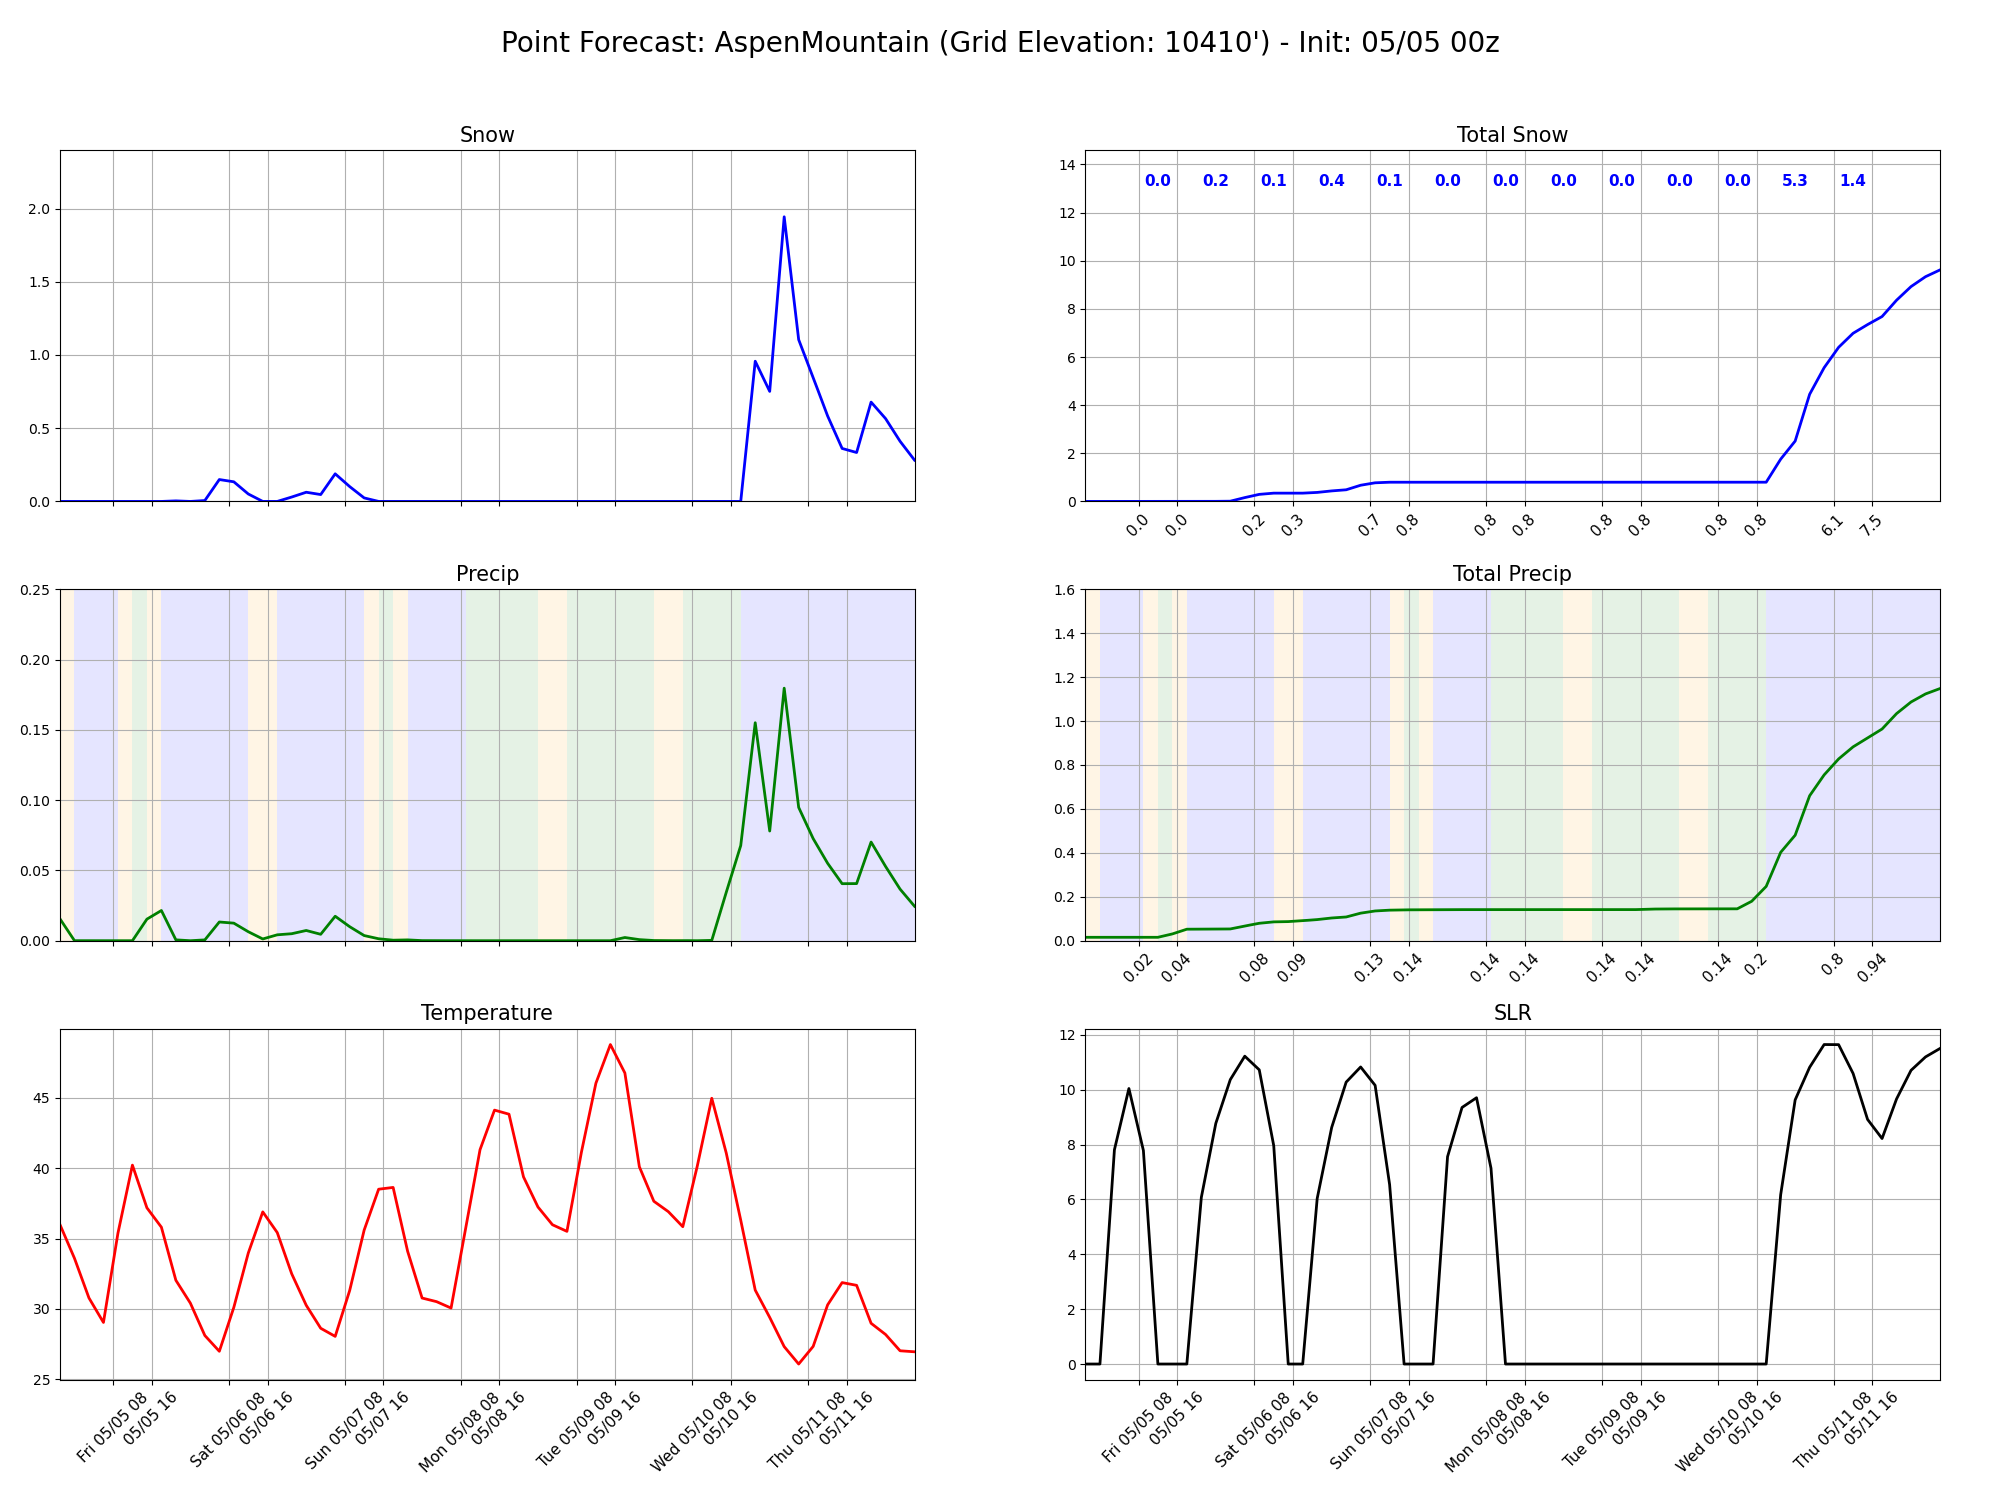 Point Forecast: AspenMountain (Grid Elevation: 10410') - Init: 05/05 00z
Snow
2.0
1.5
1.0
0.5
0.0
Total Snow
14
12
10
8
6
4
2
0
0.0 0.2 0.1 0.4 0.1 0.0 0.0 0.0 0.0 0.0 0.0 5.3 1.4
0.0 0.0 0.2 0.3 0.7 0.8 0.8 0.8 0.8 0.8 0.8 0.8 6.1 7.5
Precip
0.25
0.20
0.15
0.10
0.05
0.00
Total Precip
1.6
1.4
1.2
1.0
0.8
0.6
0.4
0.2
0.0
0.02 0.04 0.08 0.09 0.13 0.14 0.14 0.14 0.14 0.14 0.14 0.2 0.8 0.94
Temperature
45
40
35
30
25
Fri 05/05 08
05/05 16
Sat 05/06 08
05/06 16
Sun 05/07 08
05/07 16
Mon 05/08 08
05/08 16
Tue 05/09 08
05/09 16
Wed 05/10 08
05/10 16
Thu 05/11 08
05/11 16
SLR
12
10
8
6
4
2
0
Fri 05/05 08
05/05 16
Sat 05/06 08
05/06 16
Sun 05/07 08
05/07 16
Mon 05/08 08
05/08 16
Tue 05/09 08
05/09 16
Wed 05/10 08
05/10 16
Thu 05/11 08
05/11 16